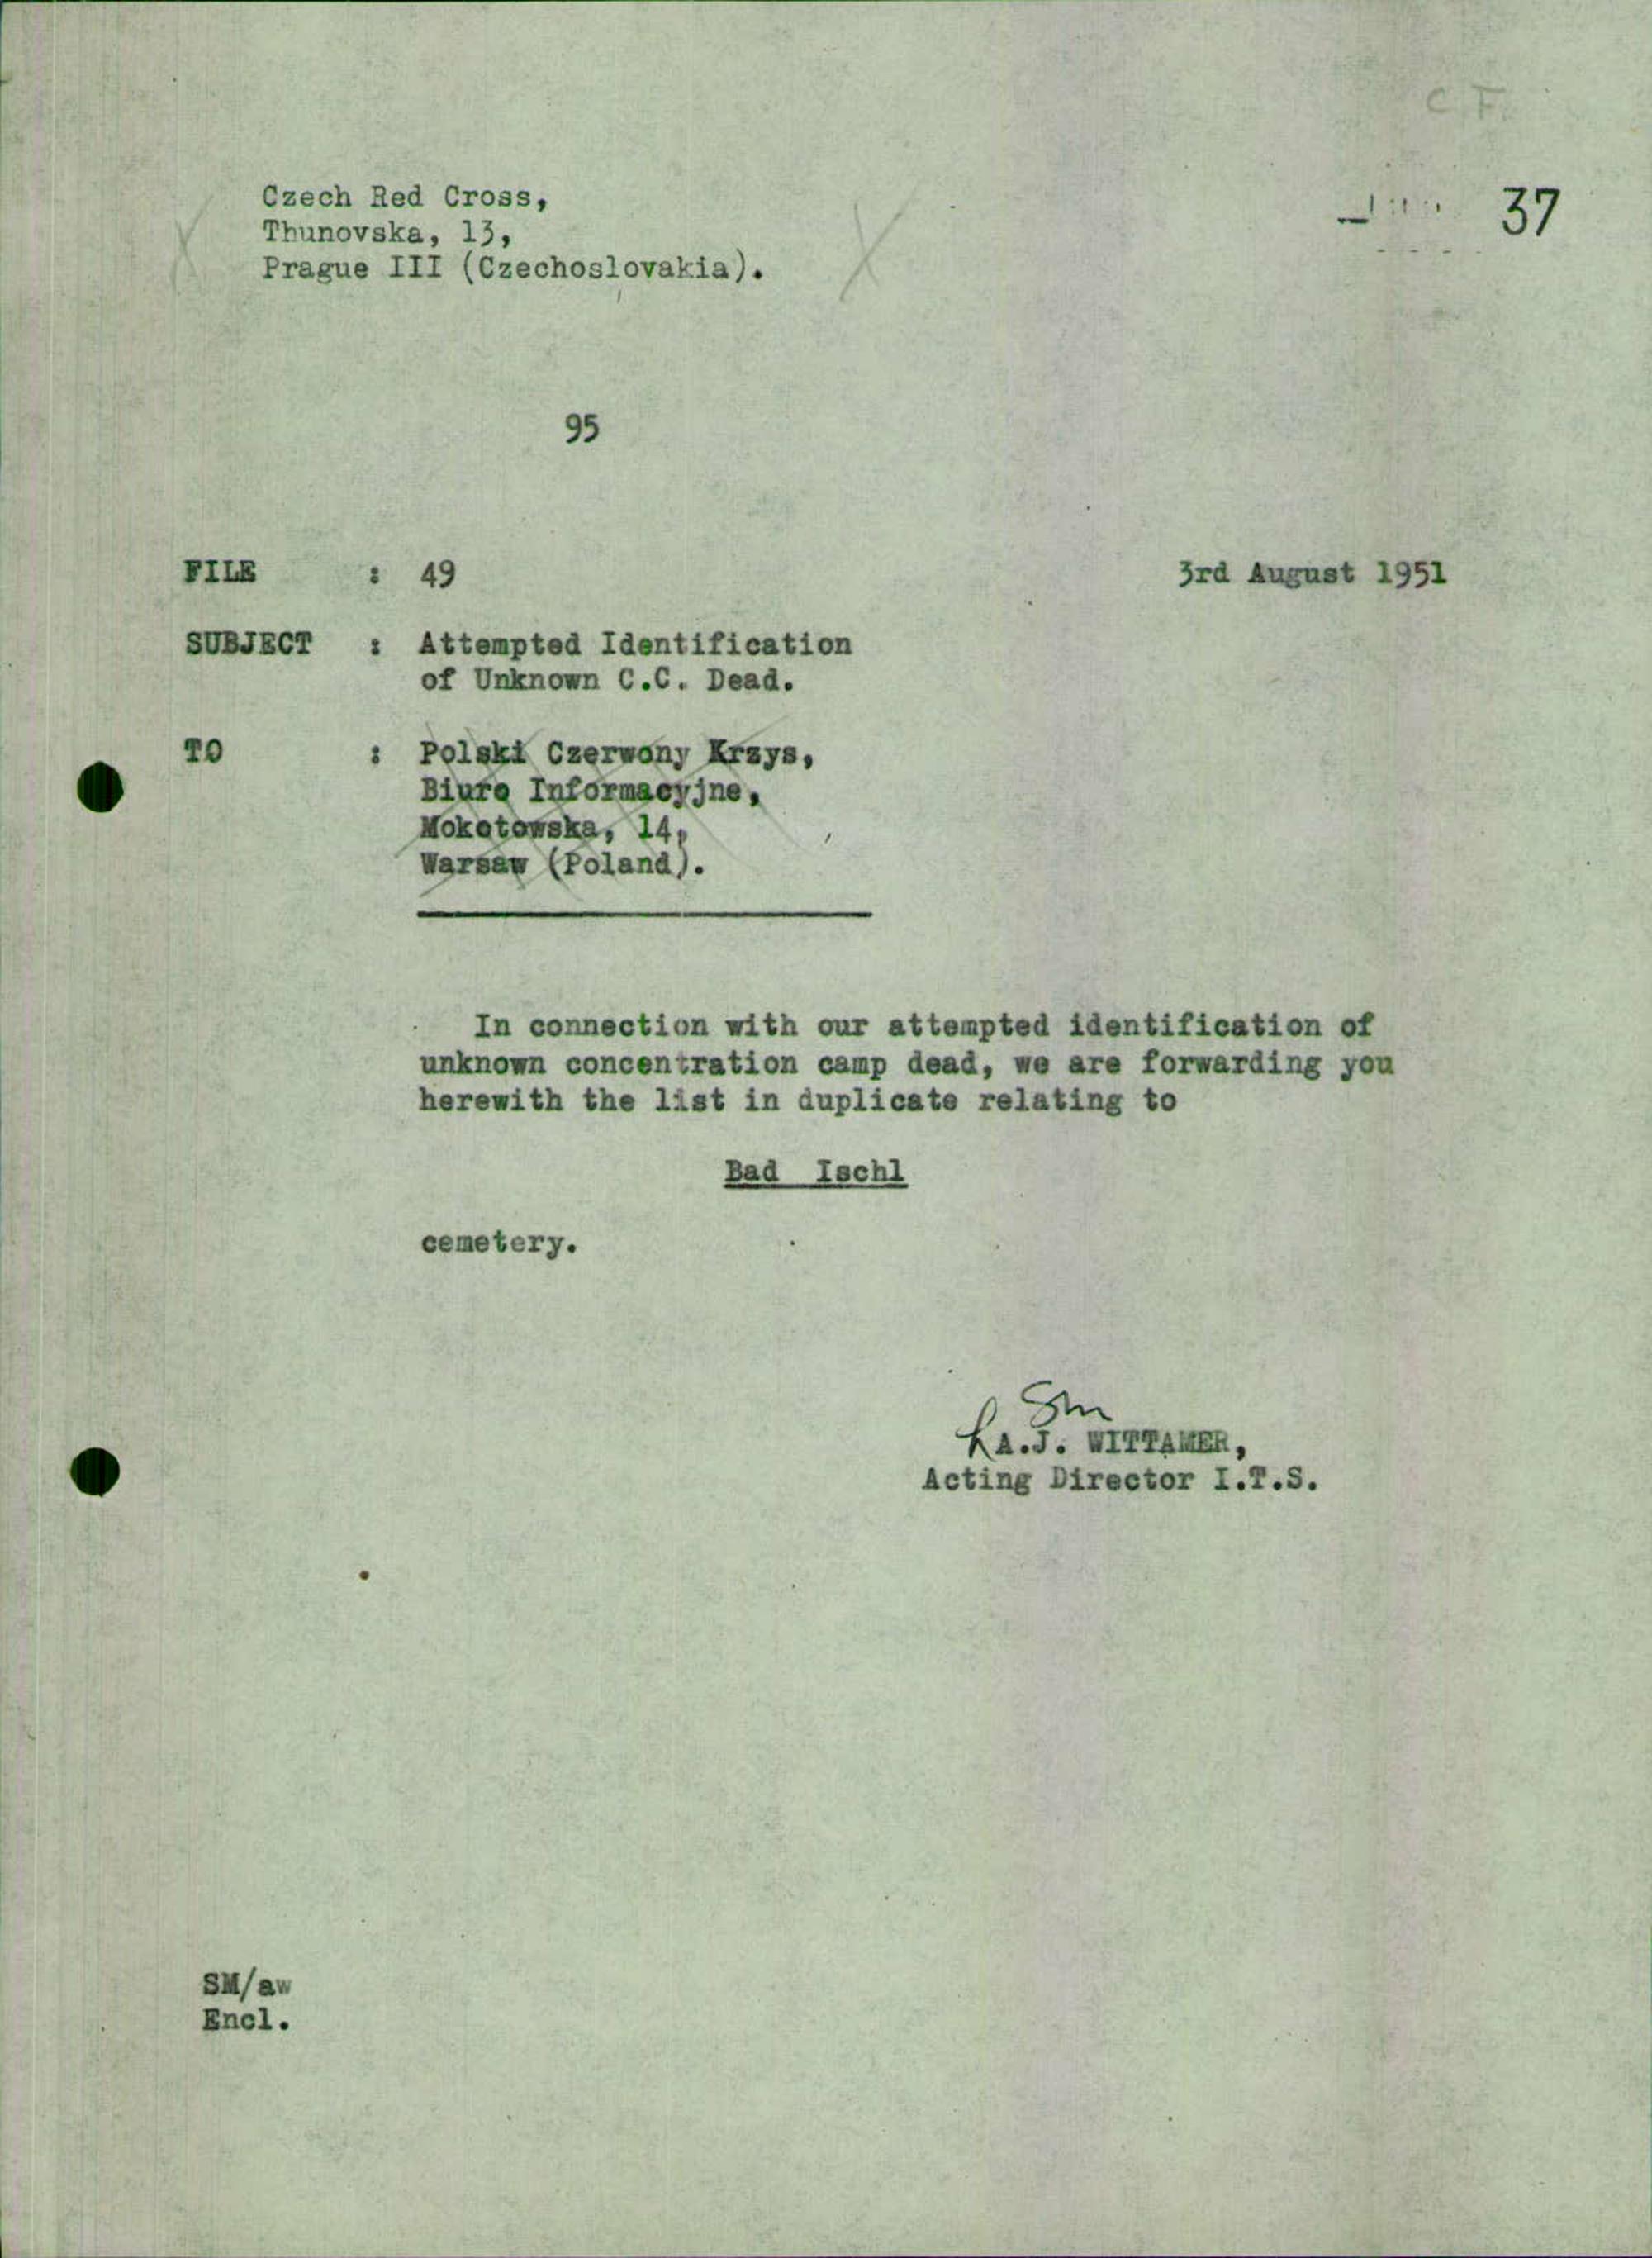 C.F.
37
Czech Red Cross,
Thunovska, 13,
Prague III (Czechoslovakia).
95
FILE : 49 3rd August 1951
SUBJECT : Attempted Identification
of Unknown C.C. Dead.
TO : Polski Czerwony Krzys,
Biuro Informacyjne,
Mokotowska, 14,
Warsaw (Poland).
In connection with our attempted identification of
unknown concentration camp dead, we are forwarding you
herewith the list in duplicate relating to
Bad Ischl
cemetery.
Sm
A.J. WITTAMER,
Acting Director I.T.S.
SM/aw
Encl.